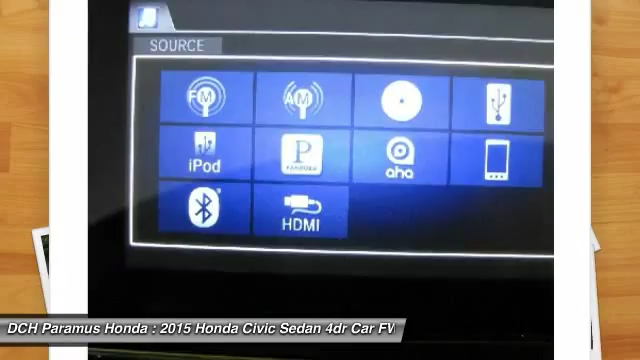 SOURCE
FM AM
iPod P PANDORA aha
HDMI
DCH Paramus Honda : 2015 Honda Civic Sedan 4dr Car FV